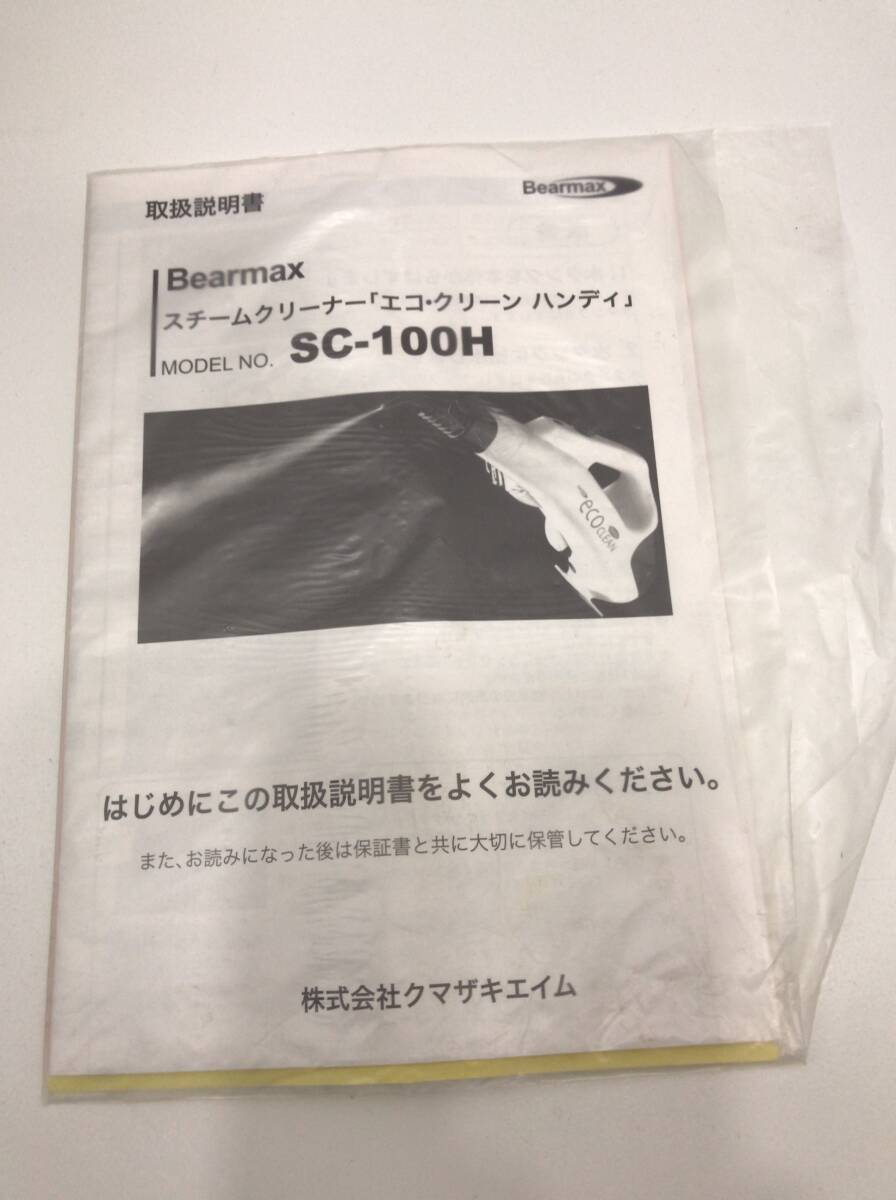 取扱説明書
Bearmax
Bearmax
スチームクリーナー「エコ・クリーン ハンディ」
MODEL NO. SC-100H
eco CLEAN
はじめにこの取扱説明書をよくお読みください。
また、お読みになった後は保証書と共に大切に保管してください。
株式会社クマザキエイム